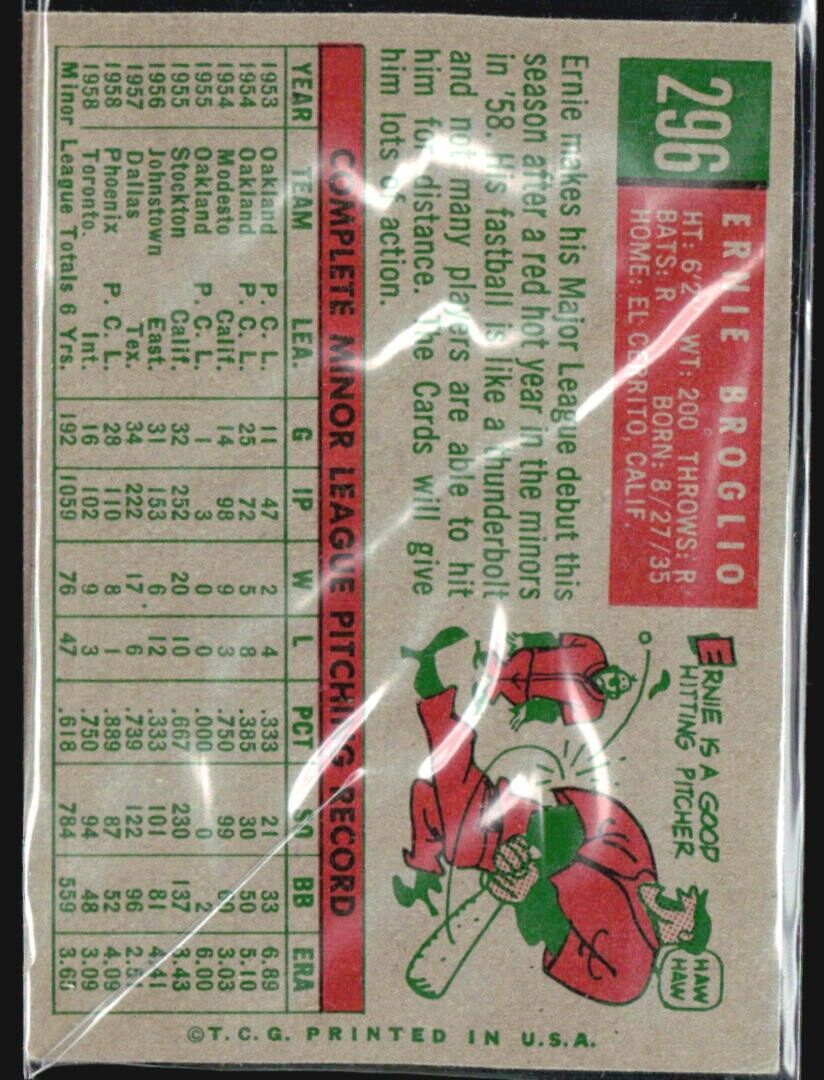 296
ERNIE BROGLIO
HT: 6'2" WT: 200 THROWS: R
BATS: R BORN: 8/27/35
HOME: EL CERRITO, CALIF.
Ernie makes his Major League debut this
season after a red hot year in the minors
in '58. His fastball is like a thunderbolt
and not many players are able to hit
him for distance. The Cards will give
him lots of action.
ERNIE IS A GOOD
HITTING PITCHER
HAW
HAW
COMPLETE MINOR LEAGUE PITCHING RECORD
YEAR TEAM LEA. G IP W L PCT SO BB ERA
1953 Oakland P. C. L. 11 47 2 4 .333 21 33 6.89
1954 Oakland P. C. L. 25 72 5 8 .385 30 50 5.10
1954 Modesto Calif. 14 98 9 3 .750 99 3.03
1955 Oakland P. C. L. 1 3 0 0 .000 0 2 6.00
1955 Stockton Calif. 32 252 20 10 .667 230 137 3.43
1956 Johnstown East. 31 153 6 12 .333 101 81 4.41
1957 Dallas Tex. 34 222 17 6 .739 122 96
1958 Phoenix P. C. L. 28 110 8 1 .889 87 52 4.09
1958 Toronto Int. 16 102 9 3 .750 94 48 3.09
Minor League Totals 6 Yrs. 192 1059 76 47 .618 784 559 3.60
©T. C. G. PRINTED IN U.S.A.